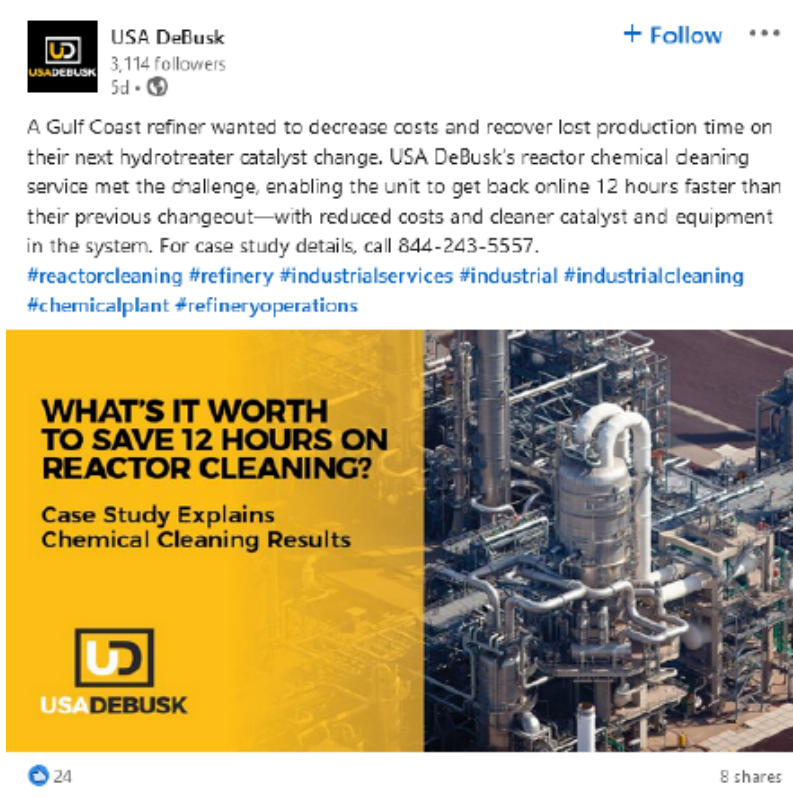 UD
USADEBUSK
USA DeBusk
+ Follow
3,114 followers
5d •
A Gulf Coast refiner wanted to decrease costs and recover lost production time on
their next hydrotreater catalyst change. USA DeBusk's reactor chemical cleaning
service met the challenge, enabling the unit to get back online 12 hours faster than
their previous changeout—with reduced costs and cleaner catalyst and equipment
in the system. For case study details, call 844-243-5557.
#reactorcleaning #refinery #industrialservices #industrial #industrialcleaning
#chemicalplant #refineryoperations
WHAT'S IT WORTH
TO SAVE 12 HOURS ON
REACTOR CLEANING?
Case Study Explains
Chemical Cleaning Results
UD
USADEBUSK
24
8 shares